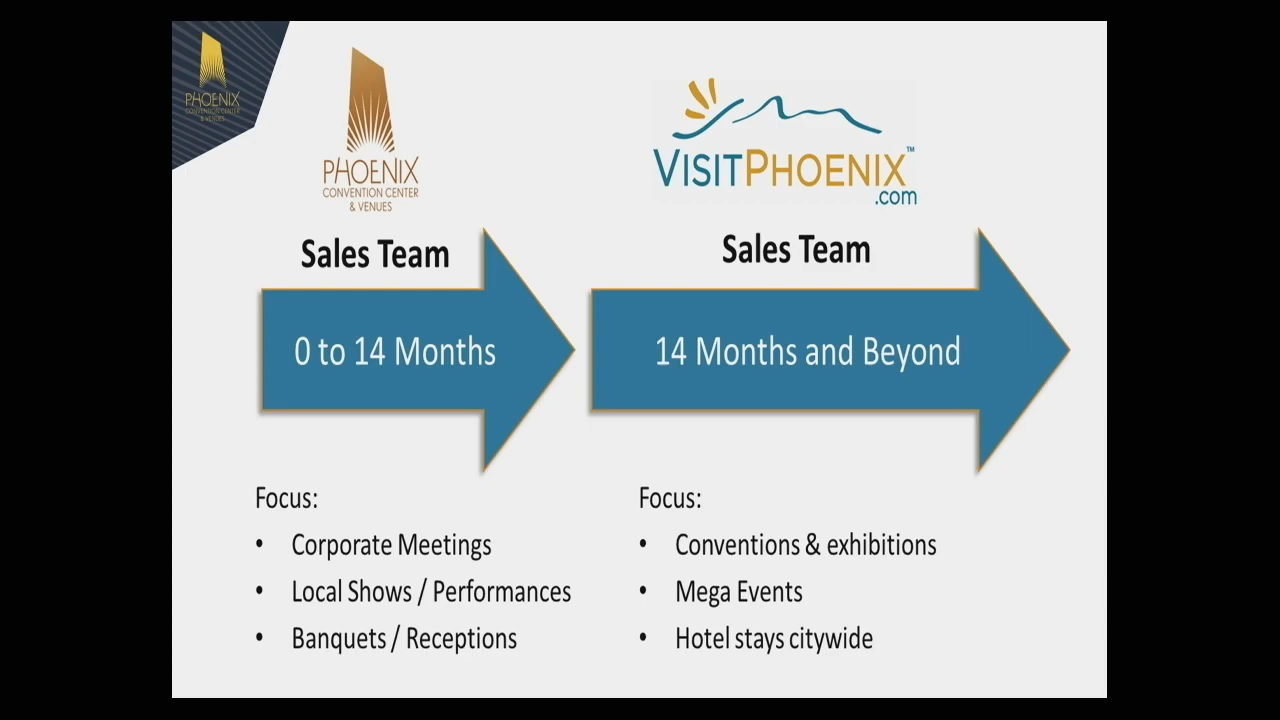 PHOENIX
CONVENTION CENTER
& VENUES
PHOENIX
CONVENTION CENTER
& VENUES
VISITPHOENIX™
.com
Sales Team
Sales Team
0 to 14 Months
14 Months and Beyond
Focus:
• Corporate Meetings
• Local Shows / Performances
• Banquets / Receptions
Focus:
• Conventions & exhibitions
• Mega Events
• Hotel stays citywide